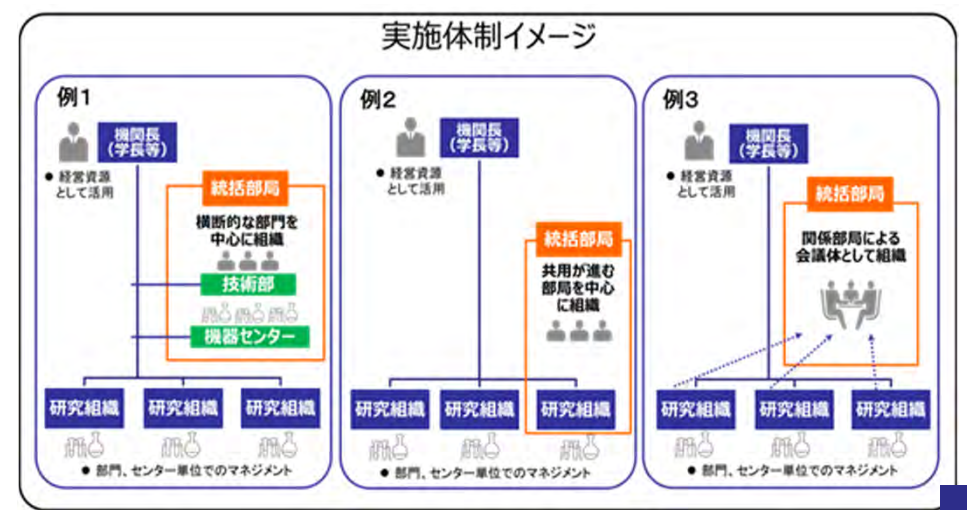 実施体制イメージ
例1
機関長
(学長等)
● 経営資源
として活用
統括部局
横断的な部門を
中心に組織
技術部
機器センター
研究組織
研究組織
研究組織
● 部門、センター単位でのマネジメント
例2
機関長
(学長等)
● 経営資源
として活用
統括部局
共用が進む
部局を中心
に組織
研究組織
研究組織
研究組織
● 部門、センター単位でのマネジメント
例3
機関長
(学長等)
● 経営資源
として活用
統括部局
関係部局による
会議体として組織
研究組織
研究組織
研究組織
● 部門、センター単位でのマネジメント